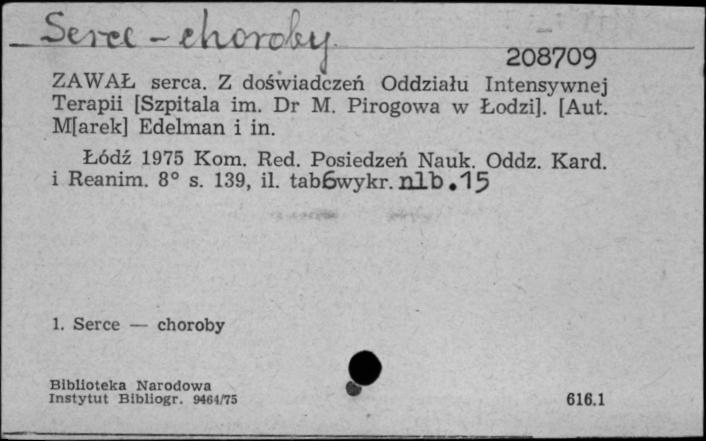 Serce - choroby
208709
ZAWAŁ serca. Z doświadczeń Oddziału Intensywnej
Terapii [Szpitala im. Dr M. Pirogowa w Łodzi]. [Aut.
M[arek] Edelman i in.
Łódź 1975 Kom. Red. Posiedzeń Nauk. Oddz. Kard.
i Reanim. 8° s. 139, il. tab6wykr. nlb.15
1. Serce — choroby
Biblioteka Narodowa
Instytut Bibliogr. 9464/75
616.1